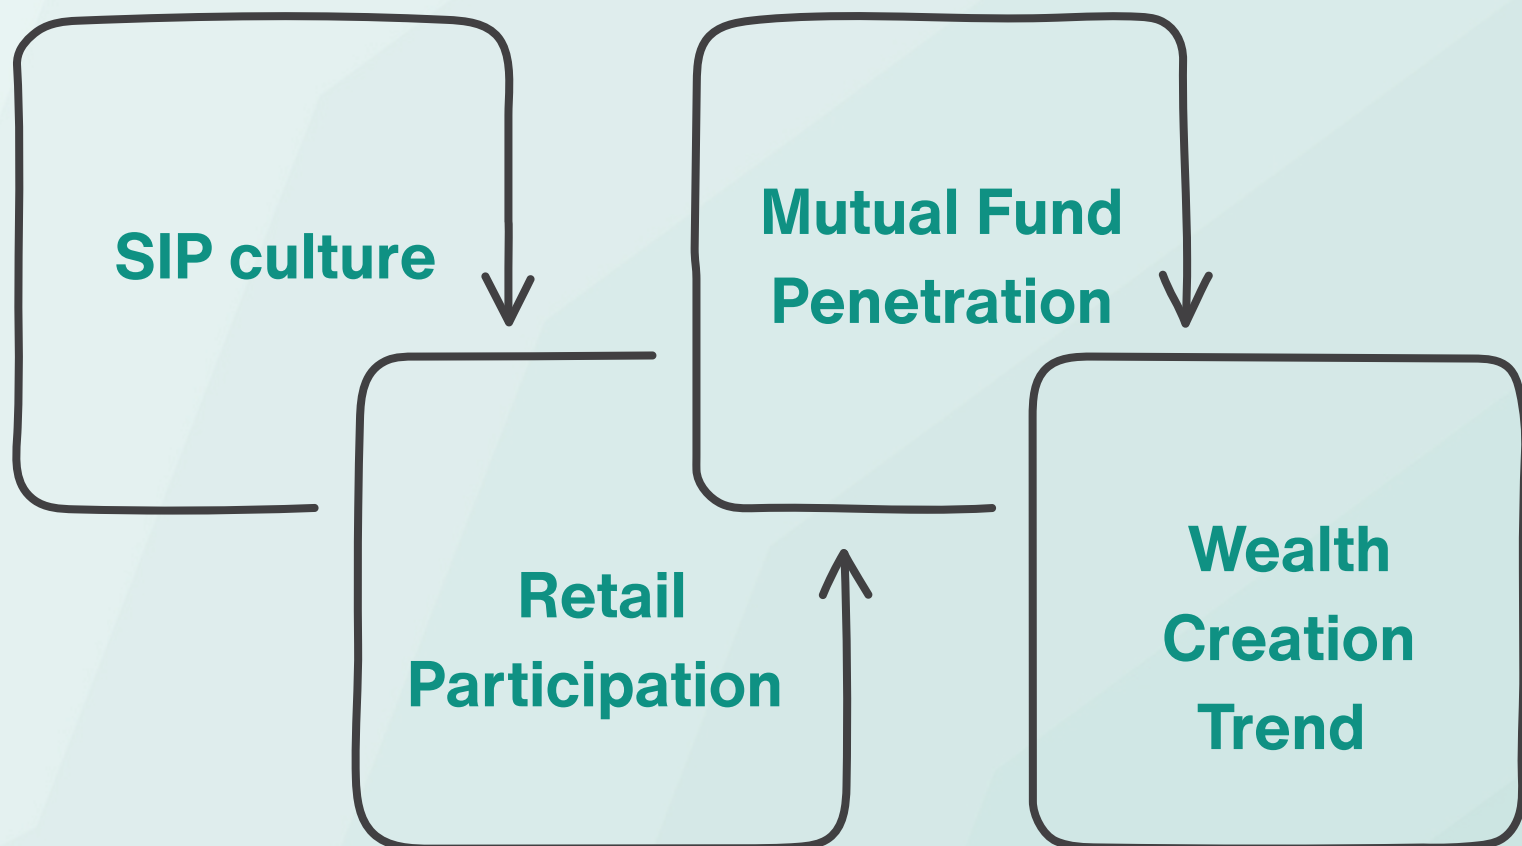 SIP culture
Retail
Participation
Mutual Fund
Penetration
Wealth
Creation
Trend